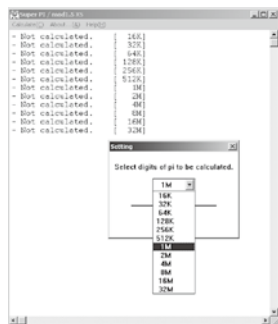 Super PI / mod1.5 XS
Calculate(C) About...(A) Help(H)
- Not calculated. [ 16K]
- Not calculated. [ 32K]
- Not calculated. [ 64K]
- Not calculated. [ 128K]
- Not calculated. [ 256K]
- Not calculated. [ 512K]
- Not calculated. [ 1M]
- Not calculated. [ 2M]
- Not calculated. [ 4M]
- Not calculated. [ 8M]
- Not calculated. [ 16M]
- Not calculated. [ 32M]
Setting
Select digits of pi to be calculated.
1M
16K
32K
64K
128K
256K
512K
1M
2M
4M
8M
16M
32M